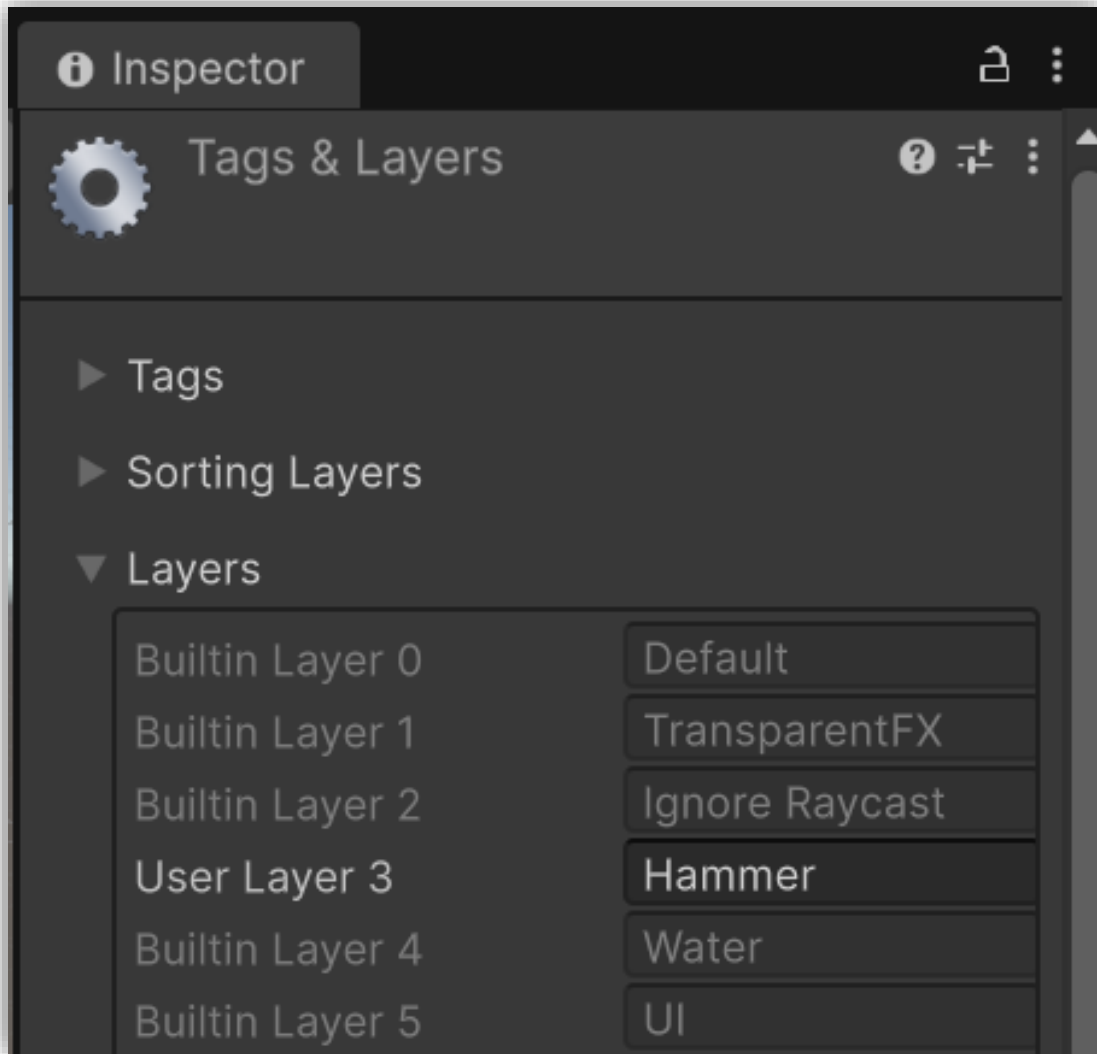 Inspector
Tags & Layers
Tags
Sorting Layers
Layers
Builtin Layer 0 Default
Builtin Layer 1 TransparentFX
Builtin Layer 2 Ignore Raycast
User Layer 3 Hammer
Builtin Layer 4 Water
Builtin Layer 5 UI